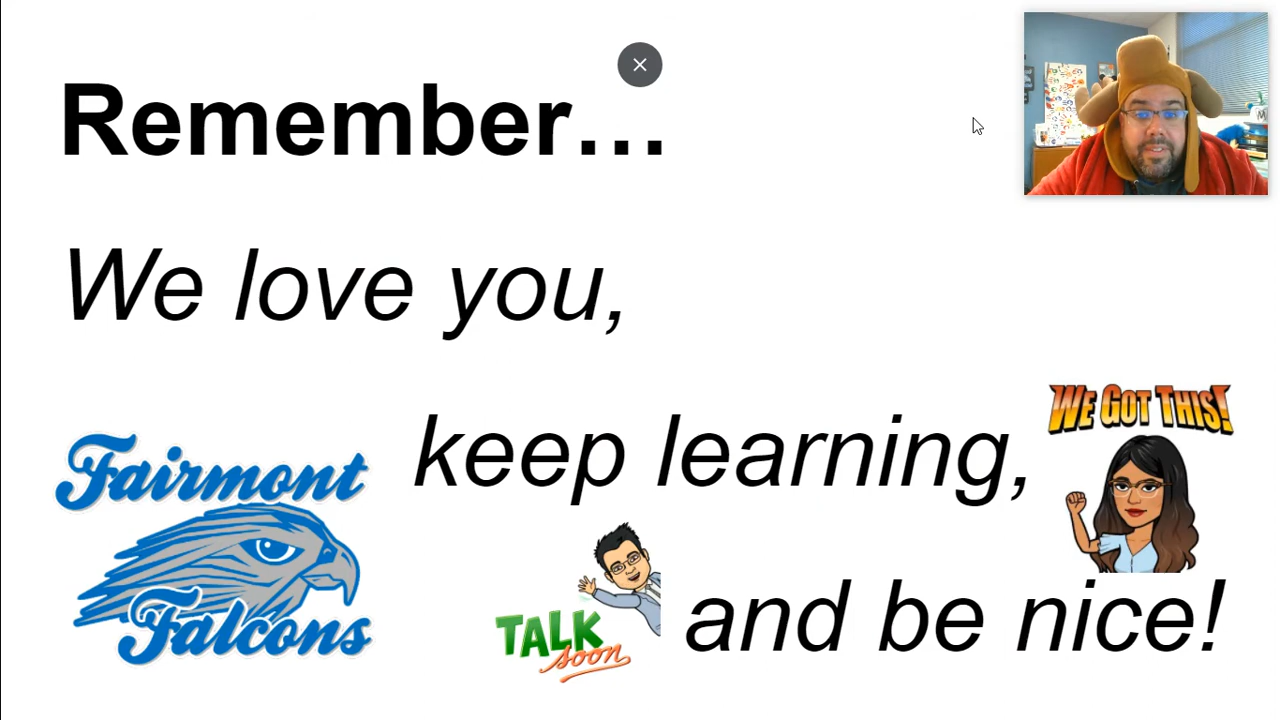 Remember…
We love you,
keep learning,
and be nice!
WE GOT THIS!
Fairmont
Falcons
TALK
soon